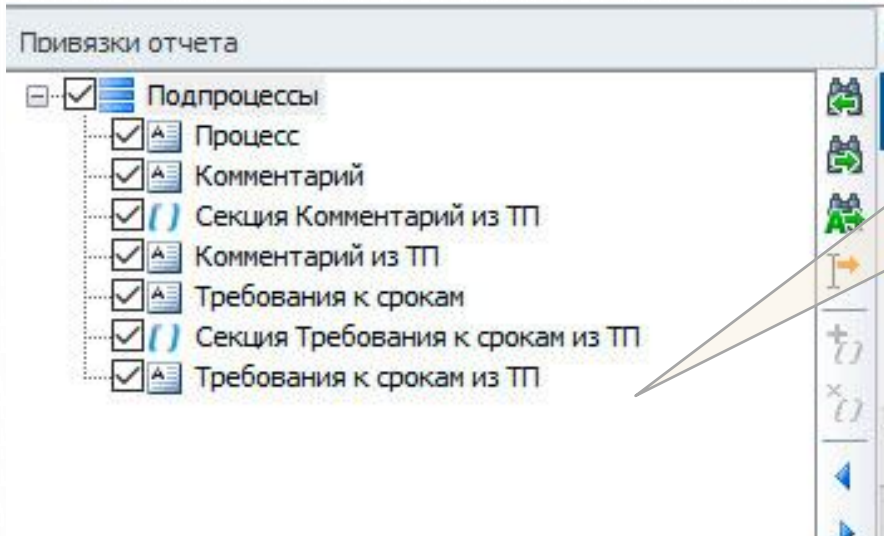 Привязки отчета
Подпроцессы
Процесс
Комментарий
Секция Комментарий из ТП
Комментарий из ТП
Требования к срокам
Секция Требования к срокам из ТП
Требования к срокам из ТП